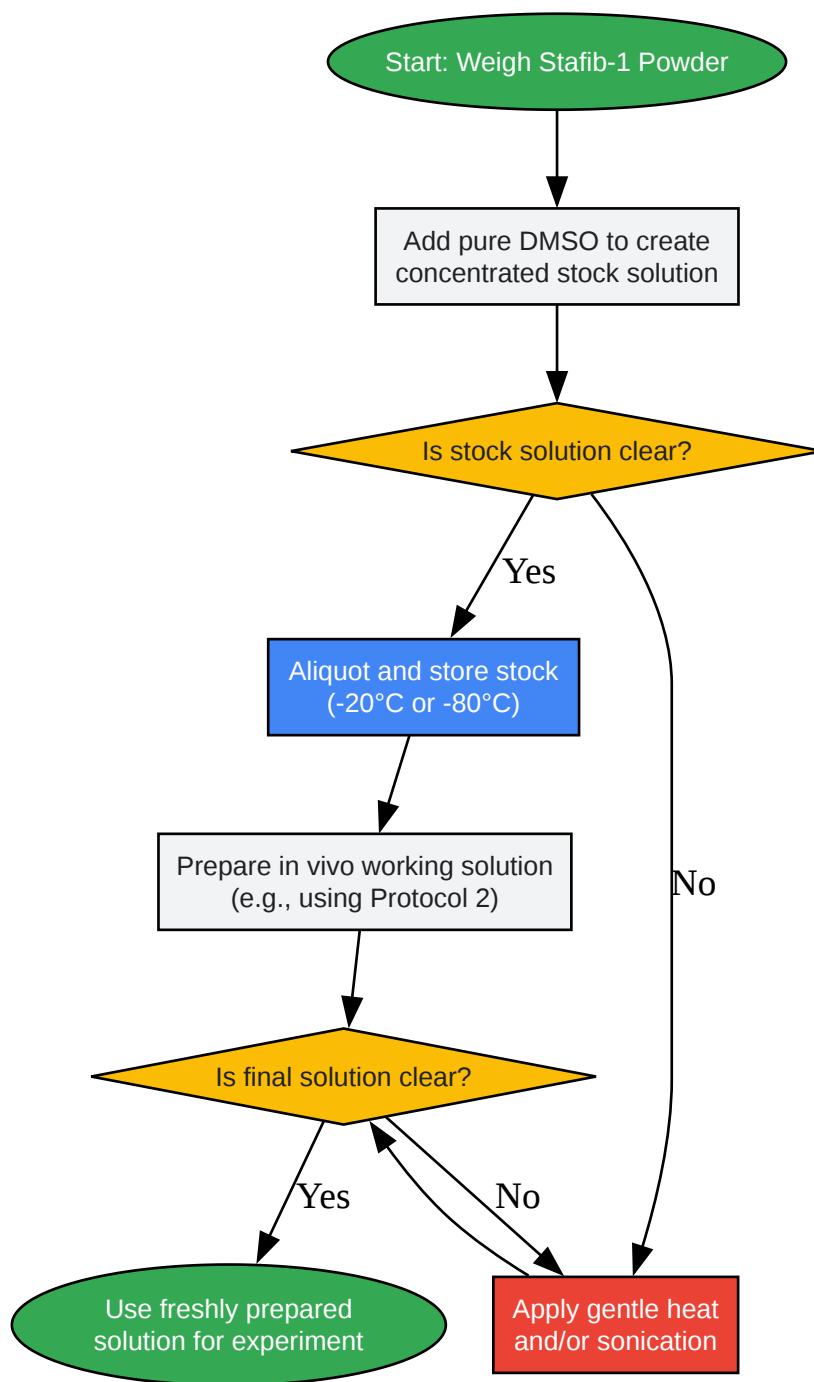 Start: Weigh Stafib-1 Powder
Add pure DMSO to create
concentrated stock solution
Is stock solution clear?
Yes
Aliquot and store stock
(-20°C or -80°C)
Prepare in vivo working solution
(e.g., using Protocol 2)
No
Is final solution clear?
Yes
No
Use freshly prepared
solution for experiment
Apply gentle heat
and/or sonication